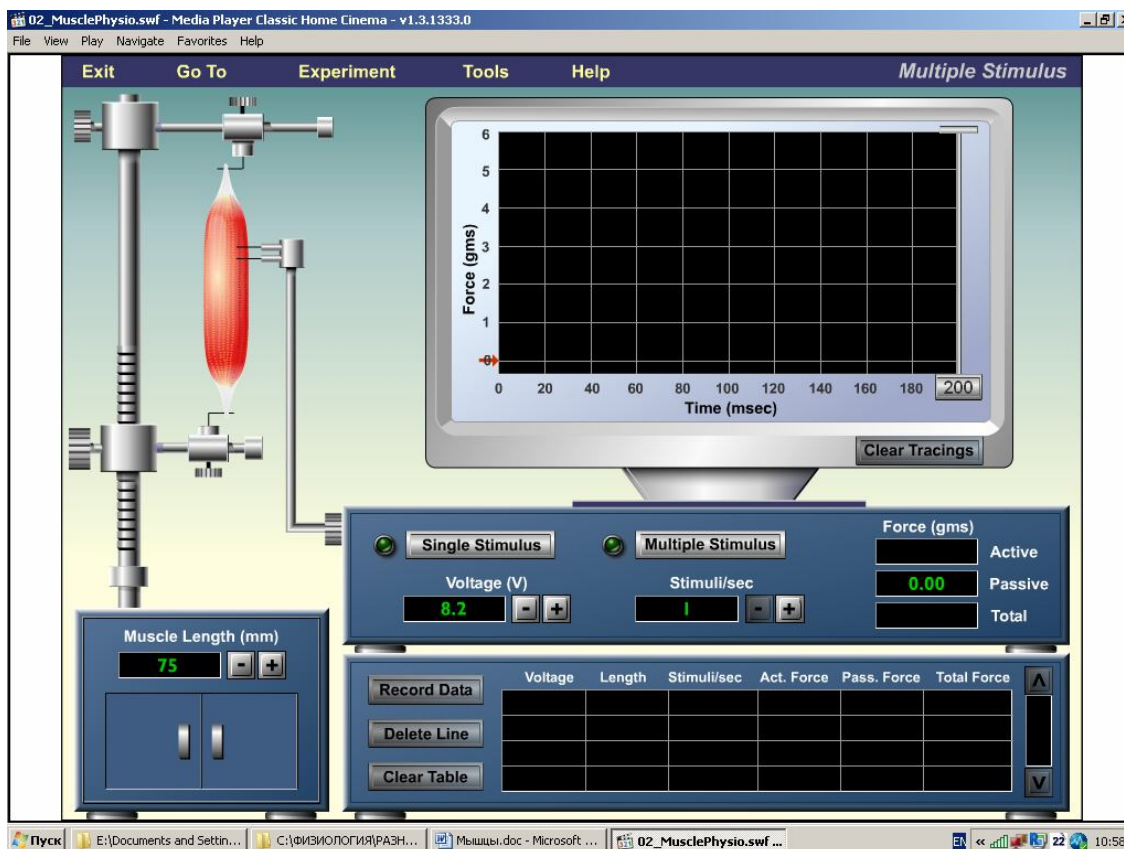 02_MusclePhysio.swf - Media Player Classic Home Cinema - v1.3.1333.0
File View Play Navigate Favorites Help
Exit Go To Experiment Tools Help Multiple Stimulus
6
5
4
3
2
1
0
Force (gms)
0 20 40 60 80 100 120 140 160 180 200
Time (msec)
Clear Tracings
Single Stimulus
Multiple Stimulus
Voltage (V)
8.2 - +
Stimuli/sec
1 - +
Force (gms)
Active
0.00 Passive
Total
Muscle Length (mm)
75 - +
Record Data
Delete Line
Clear Table
Voltage Length Stimuli/sec Act. Force Pass. Force Total Force
Пуск E:\Documents and Settin... C:\ФИЗИОЛОГИЯ\РАЗН... Мышцы.doc - Microsoft ... 02_MusclePhysio.swf ... EN « 22 10:58